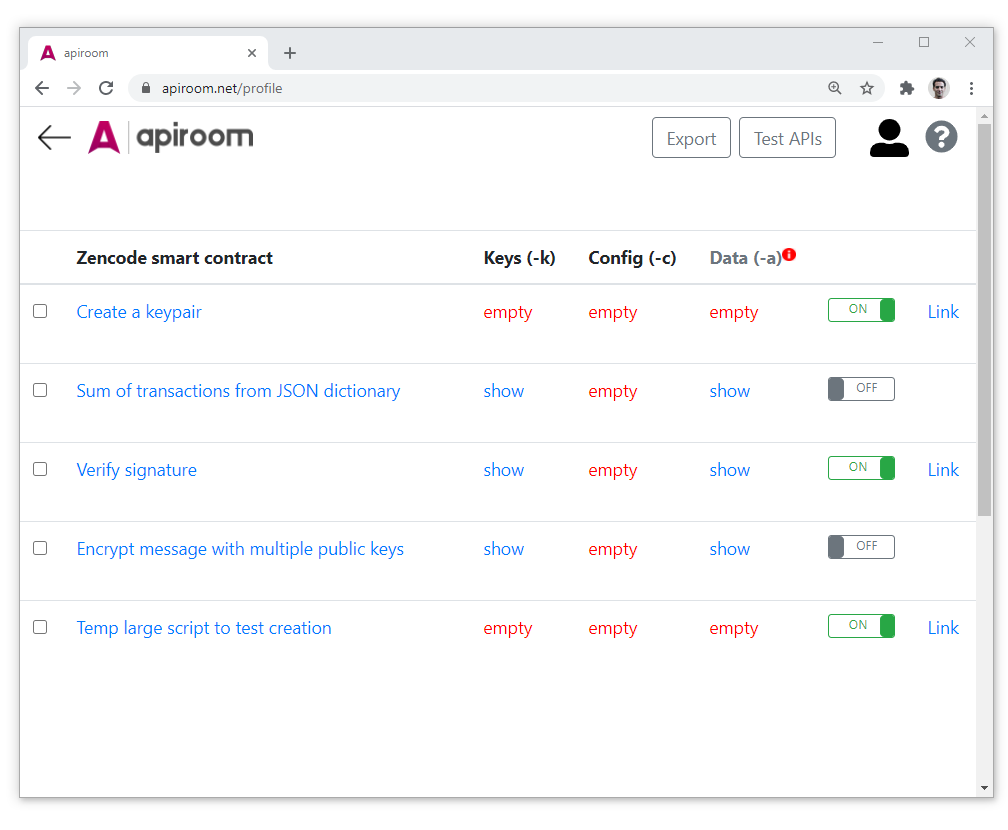 apiroom
apiroom.net/profile
A apiroom Export Test APIs ?
Zencode smart contract Keys (-k) Config (-c) Data (-a) i
Create a keypair empty empty empty ON Link
Sum of transactions from JSON dictionary show empty show OFF
Verify signature show empty show ON Link
Encrypt message with multiple public keys show empty show OFF
Temp large script to test creation empty empty empty ON Link